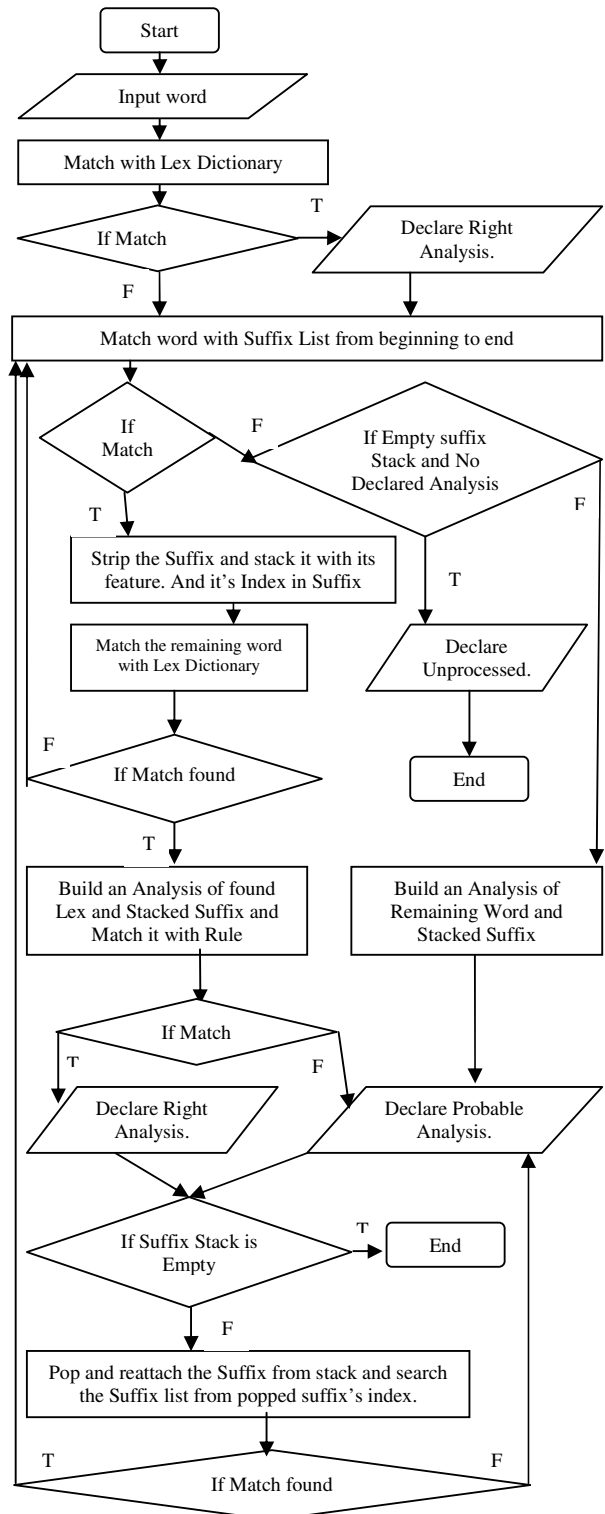 Start
Input word
Match with Lex Dictionary
T
If Match
Declare Right
Analysis.
F
Match word with Suffix List from beginning to end
If
Match
F
If Empty suffix
Stack and No
Declared Analysis
F
T
Strip the Suffix and stack it with its
feature. And it's Index in Suffix
T
Match the remaining word
with Lex Dictionary
Declare
Unprocessed.
F
If Match found
End
T
Build an Analysis of found
Lex and Stacked Suffix and
Match it with Rule
Build an Analysis of
Remaining Word and
Stacked Suffix
If Match
T
F
Declare Right
Analysis.
Declare Probable
Analysis.
If Suffix Stack is
Empty
T
End
F
Pop and reattach the Suffix from stack and search
the Suffix list from popped suffix's index.
T
If Match found
F